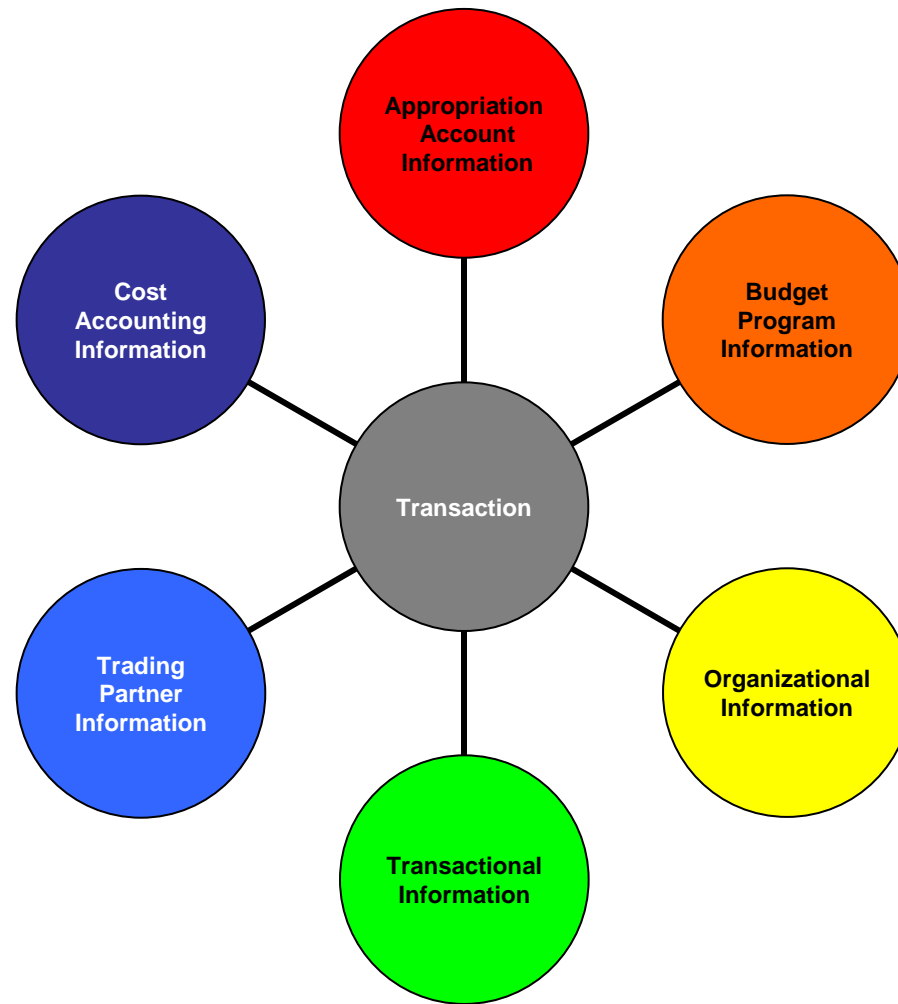 Appropriation
Account
Information
Cost
Accounting
Information
Budget
Program
Information
Transaction
Trading
Partner
Information
Organizational
Information
Transactional
Information